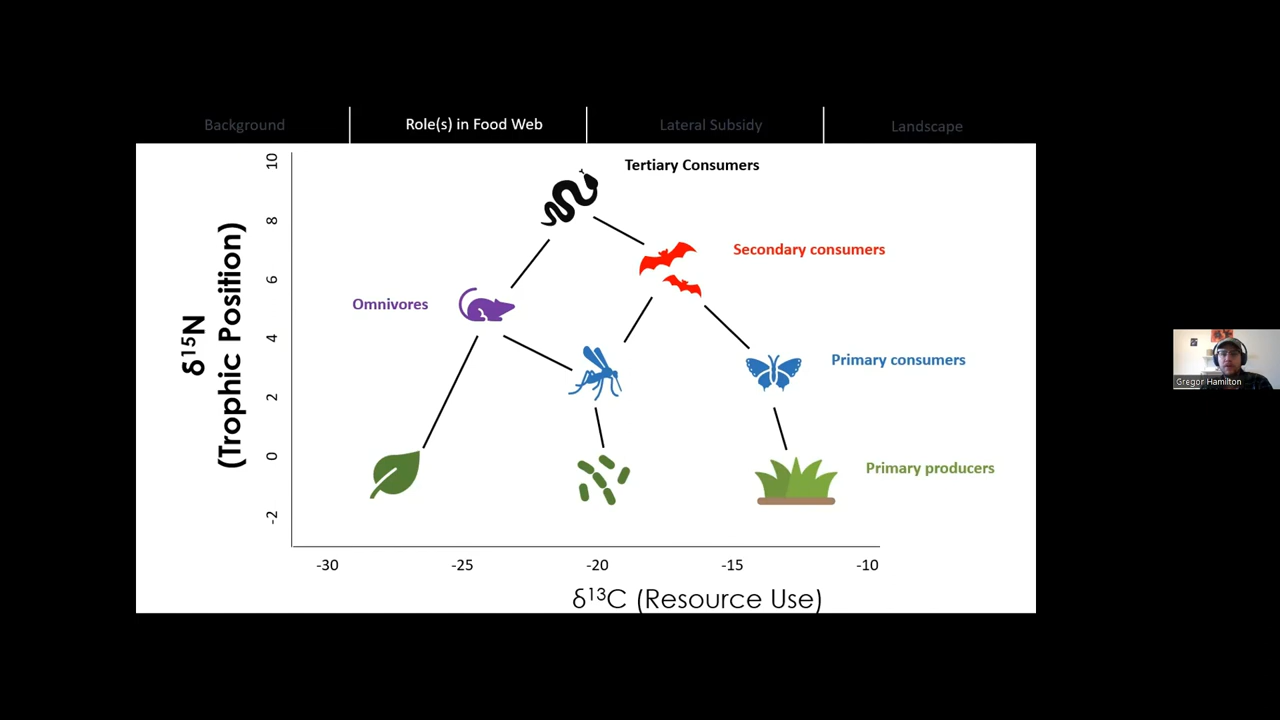 Background
Role(s) in Food Web
Lateral Subsidy
Landscape
Tertiary Consumers
Secondary consumers
Omnivores
Primary consumers
Primary producers
δ¹⁵N
(Trophic Position)
10
8
6
4
2
0
-2
-30
-25
-20
-15
-10
δ¹³C (Resource Use)
Gregor Hamilton